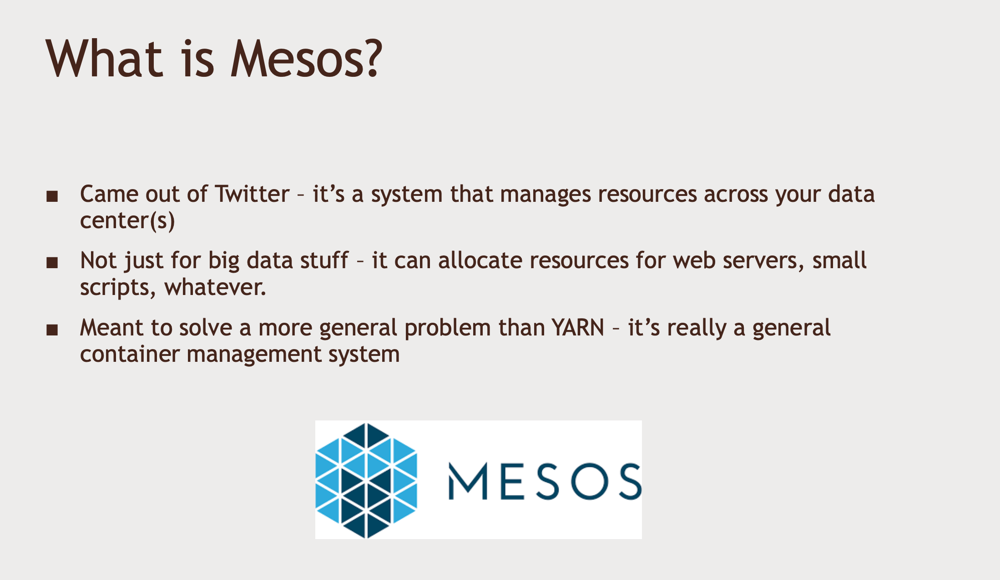 What is Mesos?
■ Came out of Twitter – it’s a system that manages resources across your data
center(s)
■ Not just for big data stuff – it can allocate resources for web servers, small
scripts, whatever.
■ Meant to solve a more general problem than YARN – it’s really a general
container management system
MESOS